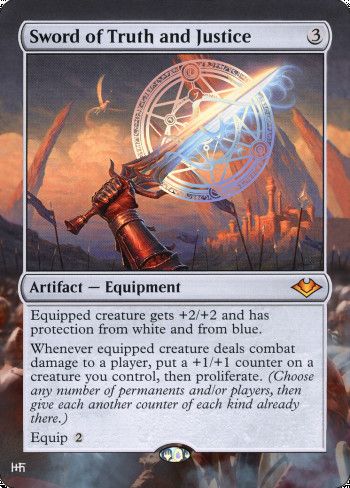 Sword of Truth and Justice 3
Artifact — Equipment
Equipped creature gets +2/+2 and has
protection from white and from blue.
Whenever equipped creature deals combat
damage to a player, put a +1/+1 counter on
a creature you control, then proliferate. (Choose
any number of permanents and/or players, then
give each another counter of each kind already
there.)
Equip 2